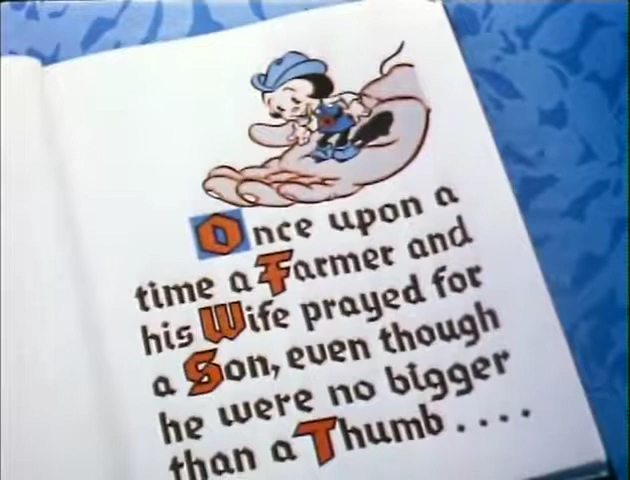 Once upon a
time a Farmer and
his Wife prayed for
a Son, even though
he were no bigger
than a Thumb....